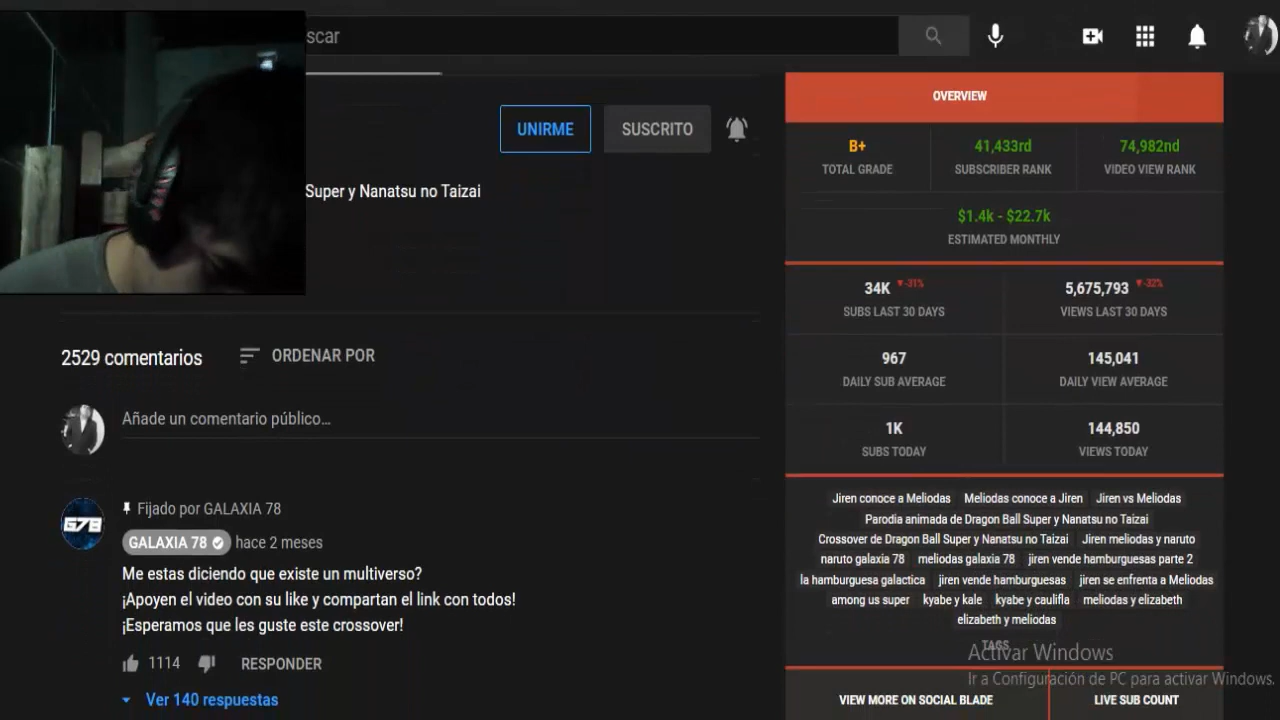 scar
UNIRME
SUSCRITO
Super y Nanatsu no Taizai
2529 comentarios
ORDENAR POR
Añade un comentario público...
Fijado por GALAXIA 78
G78
GALAXIA 78
hace 2 meses
Me estas diciendo que existe un multiverso?
¡Apoyen el video con su like y compartan el link con todos!
¡Esperamos que les guste este crossover!
1114
RESPONDER
Ver 140 respuestas
OVERVIEW
B+
TOTAL GRADE
41,433rd
SUBSCRIBER RANK
74,982nd
VIDEO VIEW RANK
$1.4k - $22.7k
ESTIMATED MONTHLY
34K -31%
SUBS LAST 30 DAYS
5,675,793 -32%
VIEWS LAST 30 DAYS
967
DAILY SUB AVERAGE
145,041
DAILY VIEW AVERAGE
1K
SUBS TODAY
144,850
VIEWS TODAY
Jiren conoce a Meliodas Meliodas conoce a Jiren Jiren vs Meliodas
Parodia animada de Dragon Ball Super y Nanatsu no Taizai
Crossover de Dragon Ball Super y Nanatsu no Taizai Jiren meliodas y naruto
naruto galaxia 78 meliodas galaxia 78 jiren vende hamburguesas parte 2
la hamburguesa galactica jiren vende hamburguesas jiren se enfrenta a Meliodas
among us super kyabe y kale kyabe y caulifla meliodas y elizabeth
elizabeth y meliodas
TAGS
Activar Windows
Ir a Configuración de PC para activar Windows.
VIEW MORE ON SOCIAL BLADE
LIVE SUB COUNT